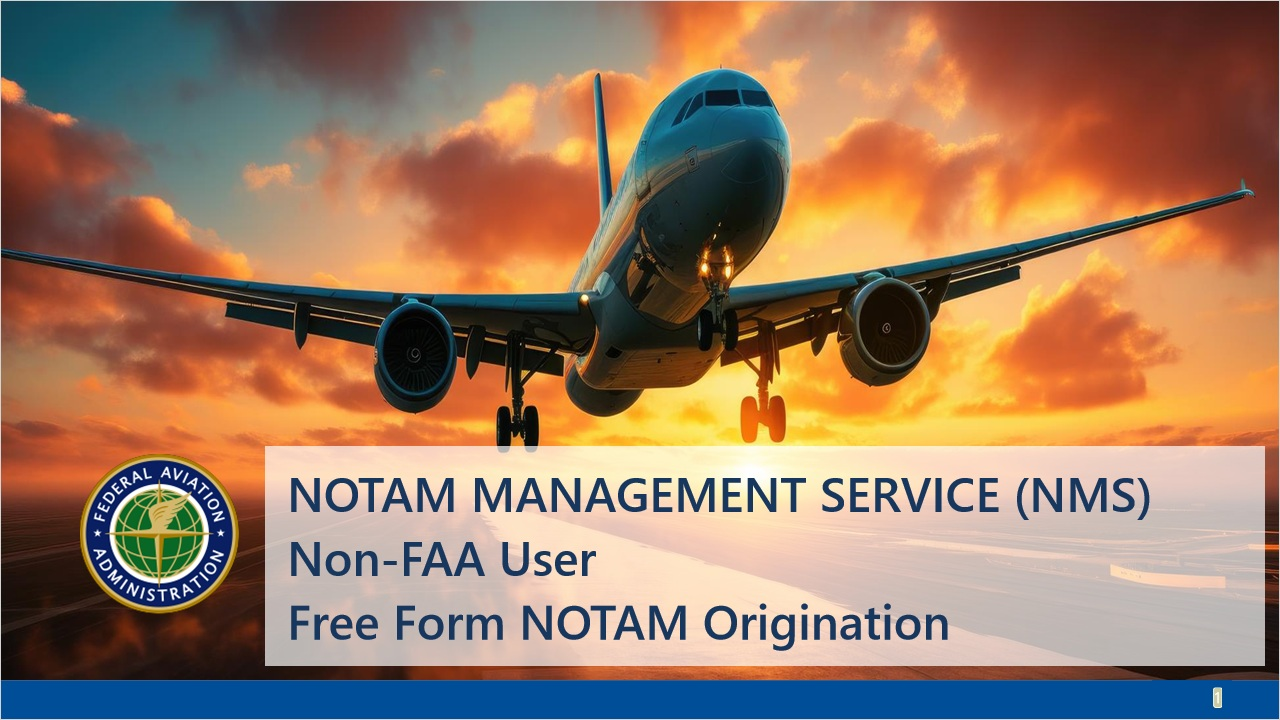 FEDERAL AVIATION
ADMINISTRATION
NOTAM MANAGEMENT SERVICE (NMS)
Non-FAA User
Free Form NOTAM Origination
1